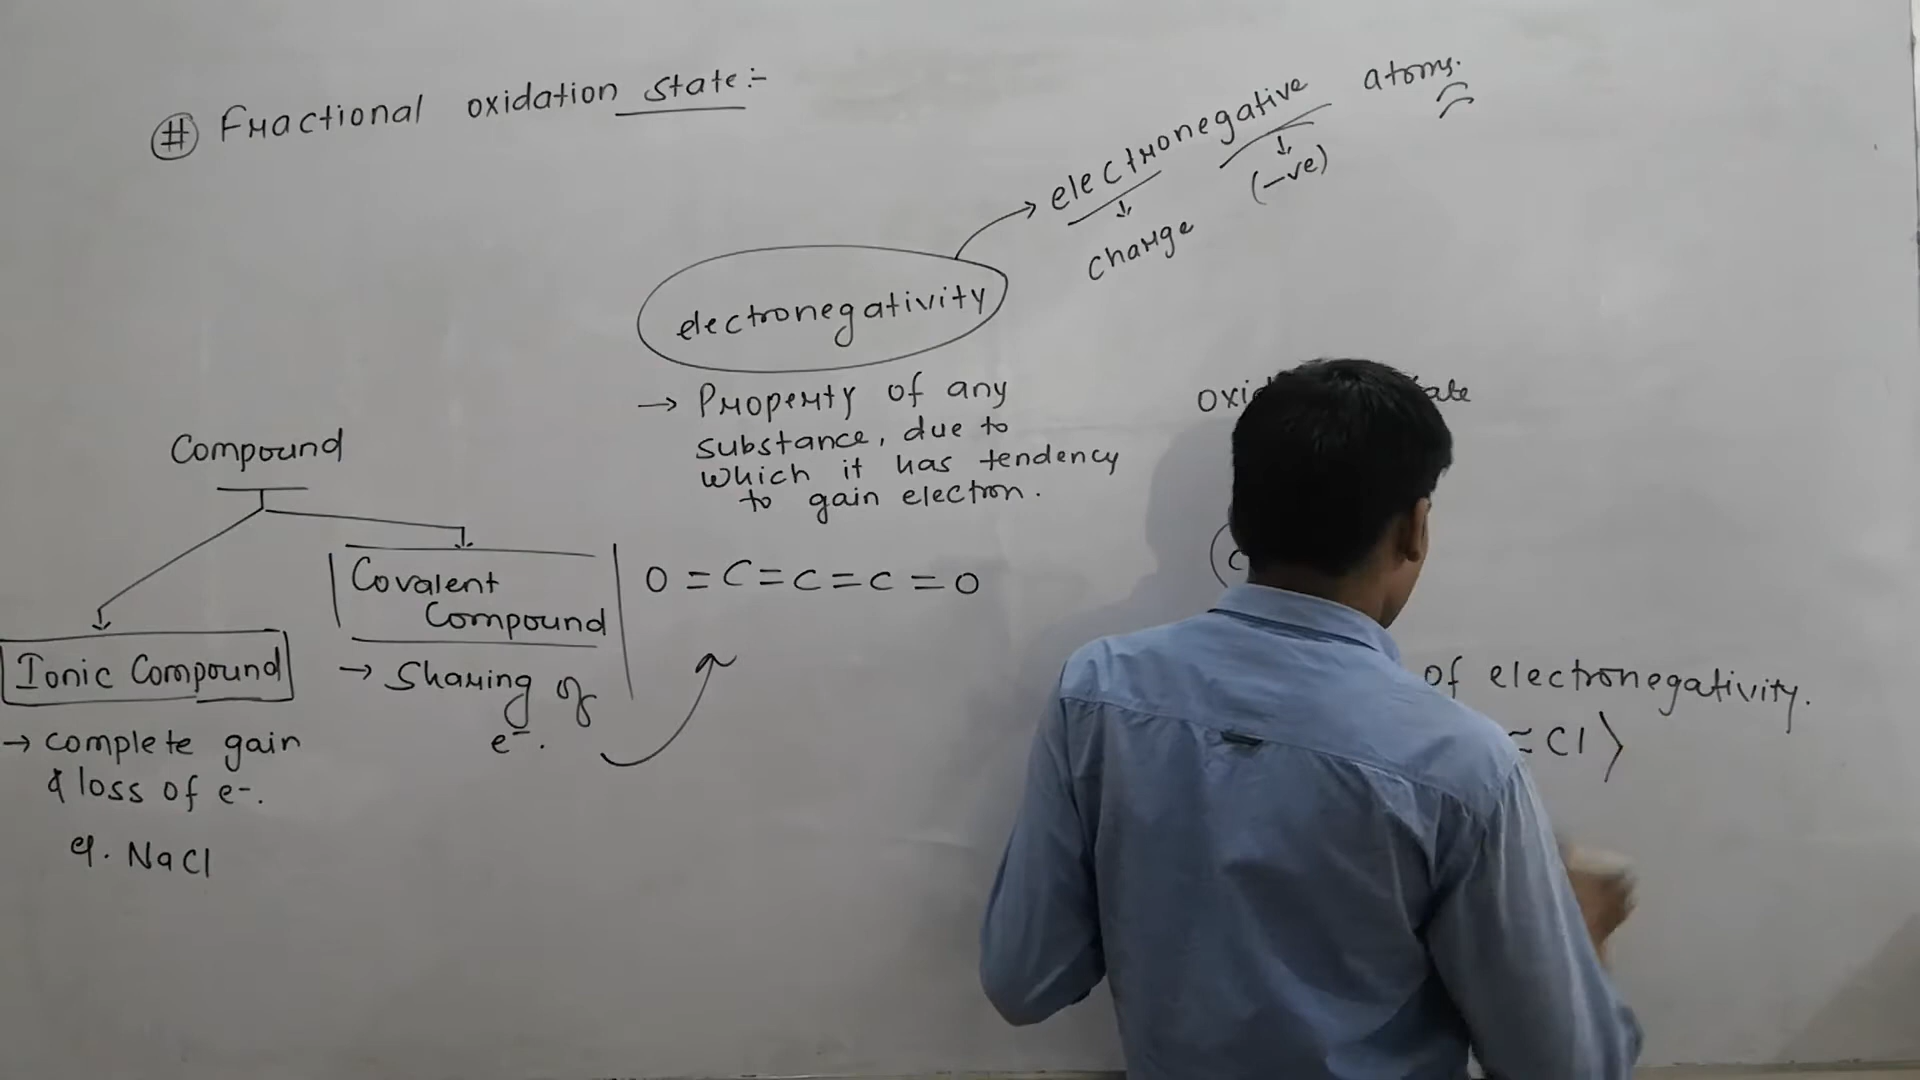 # Fractional oxidation state:-
electronegative atoms.
(-ve)
charge
electronegativity
→ Property of any
substance, due to
which it has tendency
to gain electron.
Compound
Covalent
Compound
O=C=C=C=O
Ionic Compound
→ Sharing of
e-.
→ complete gain
& loss of e-.
eg. NaCl
of electronegativity.
≈Cl>